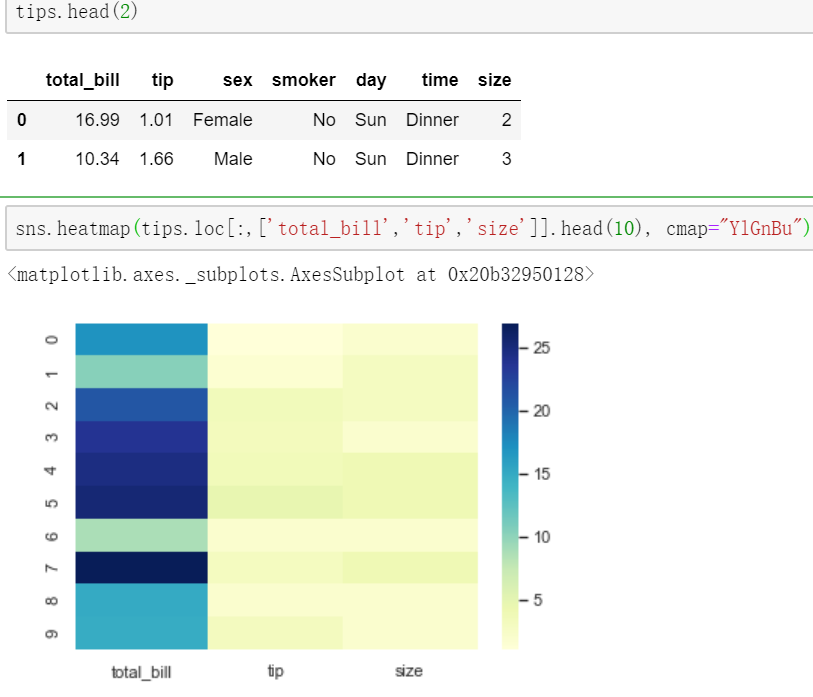 tips.head(2)
total_bill tip sex smoker day time size
0 16.99 1.01 Female No Sun Dinner 2
1 10.34 1.66 Male No Sun Dinner 3
sns.heatmap(tips.loc[:,['total_bill','tip','size']].head(10), cmap="YlGnBu")
<matplotlib.axes._subplots.AxesSubplot at 0x20b32950128>
0
1
2
3
4
5
6
7
8
9
total_bill tip size
25
20
15
10
5